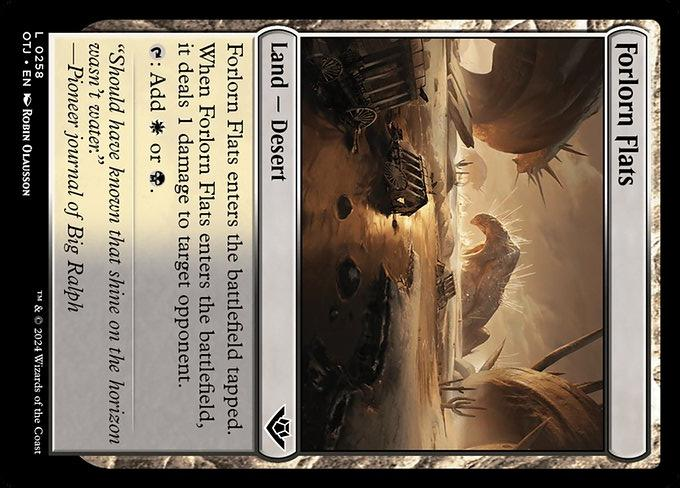 Forlorn Flats
Land — Desert
Forlorn Flats enters the battlefield tapped.
When Forlorn Flats enters the battlefield,
it deals 1 damage to target opponent.
: Add or .
“Should have known that shine on the horizon
wasn’t water.”
—Pioneer journal of Big Ralph
L 0258
OTJ • EN Robin Olausson
™ & © 2024 Wizards of the Coast